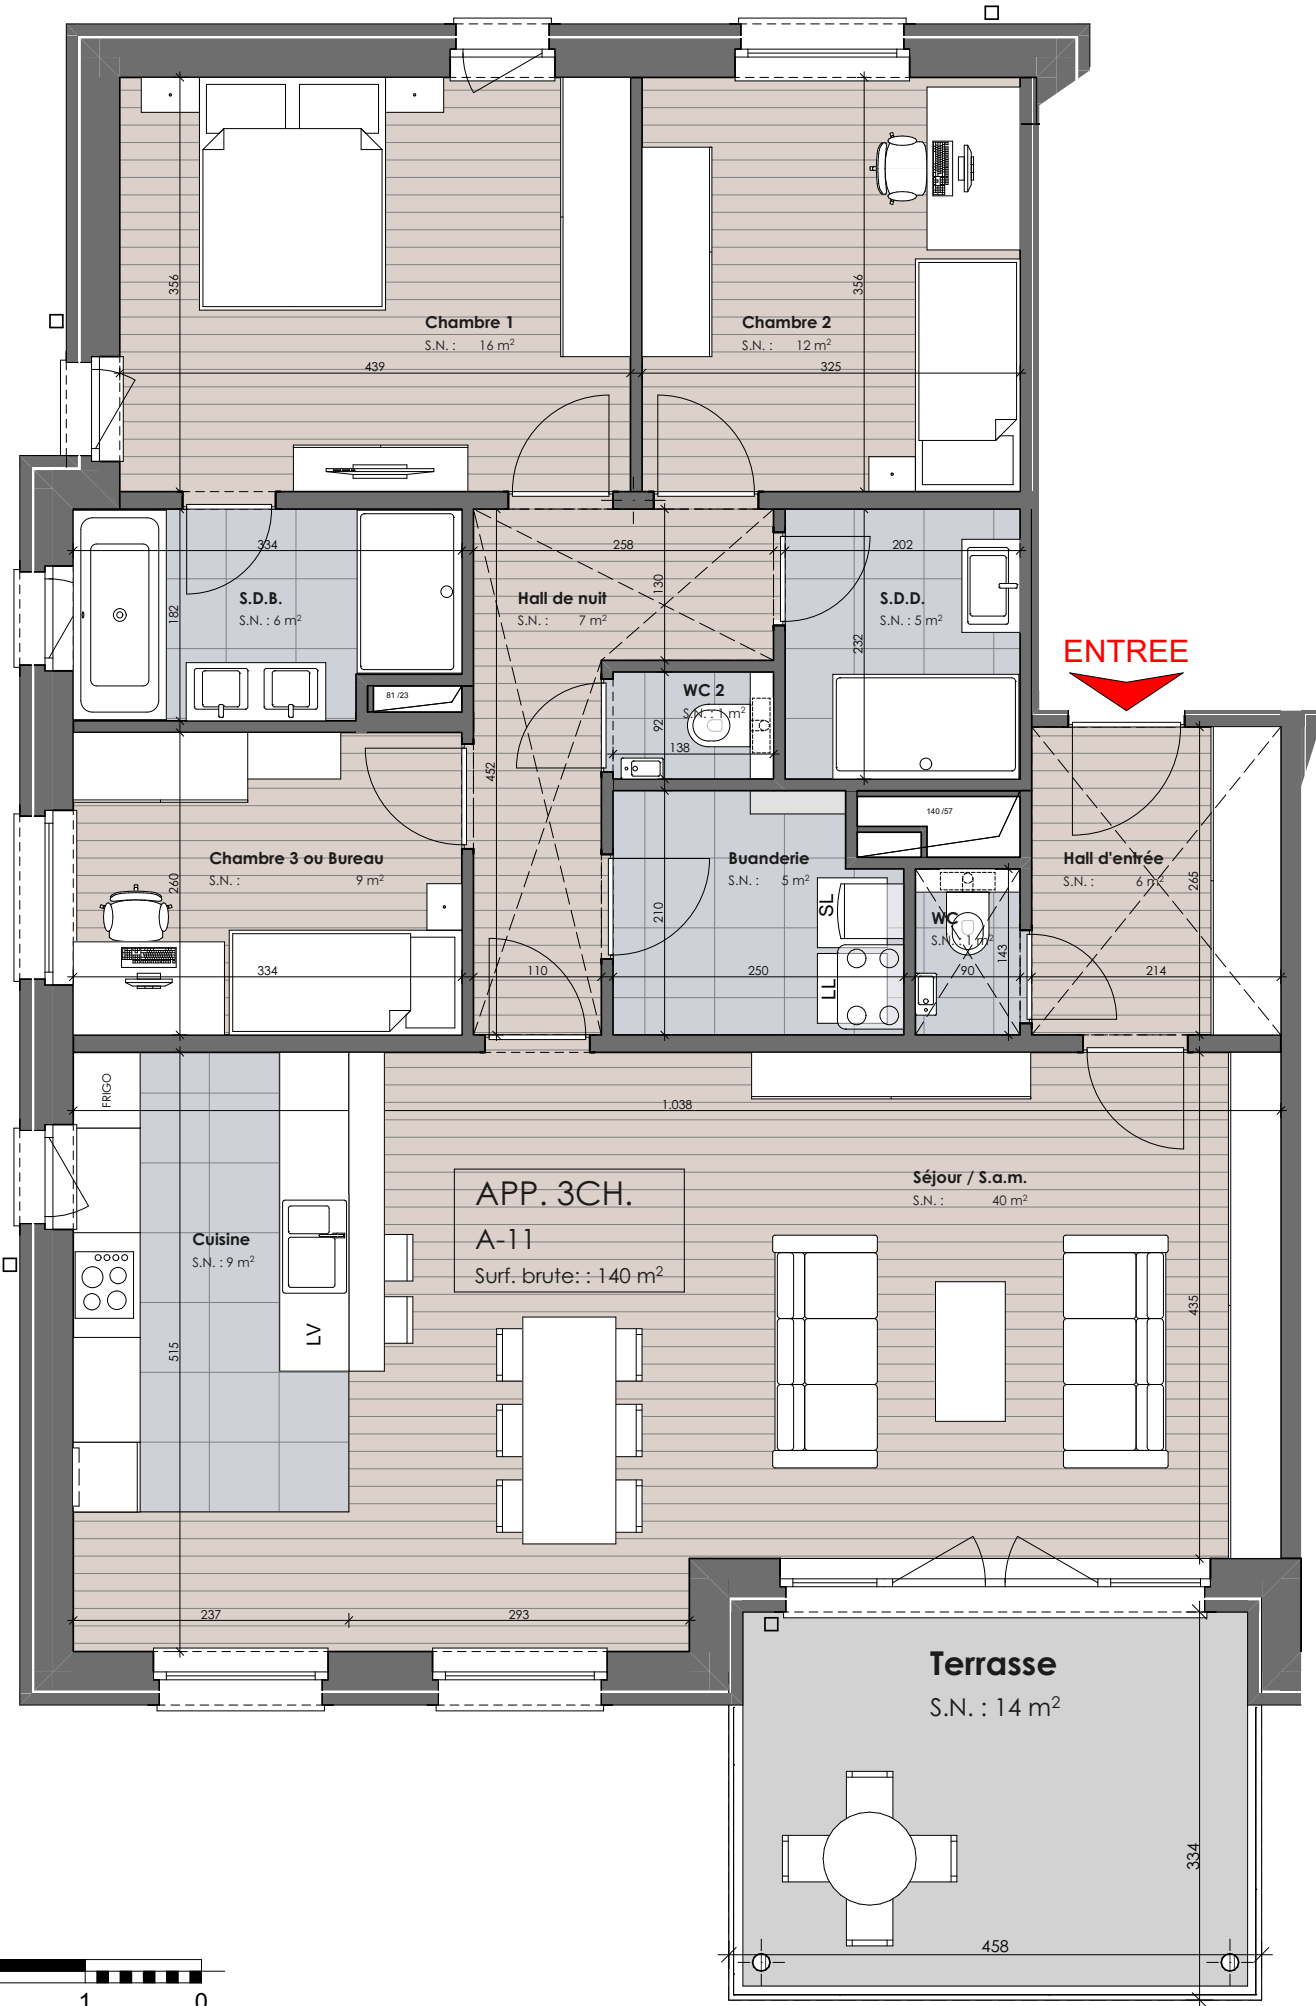 356
356
Chambre 1
S.N. : 16 m²
Chambre 2
S.N. : 12 m²
439
325
334
258
202
130
182
S.D.B.
S.N. : 6 m²
Hall de nuit
S.N. : 7 m²
S.D.D.
S.N. : 5 m²
232
ENTREE
81 /23
WC 2
S.N. : 1 m²
92
138
452
140 /57
Chambre 3 ou Bureau
S.N. : 9 m²
260
Buanderie
S.N. : 5 m²
Hall d'entrée
S.N. : 6 m²
265
SL
210
WC
S.N. : 1 m²
143
334
110
250
LL
90
214
FRIGO
1.038
APP. 3CH.
A-11
Surf. brute: : 140 m²
Séjour / S.a.m.
S.N. : 40 m²
Cuisine
S.N. : 9 m²
435
LV
515
237
293
Terrasse
S.N. : 14 m²
334
458
1
0